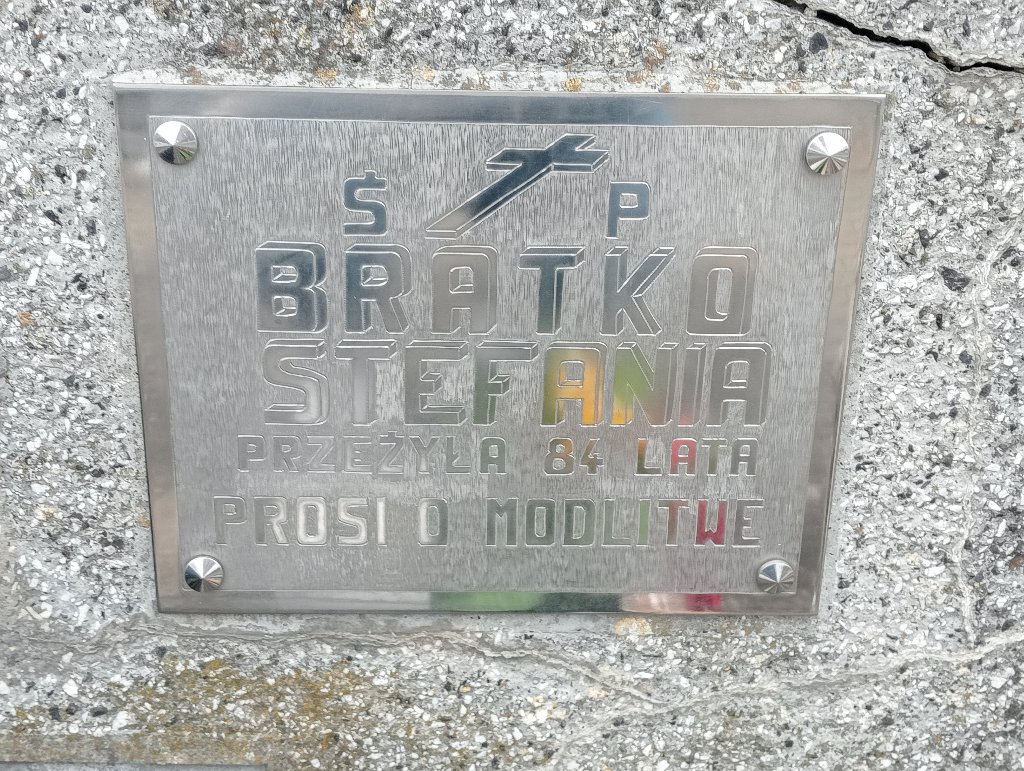 Ś P
BRATKO
STEFANIA
PRZEŻYŁA 84 LATA
PROSI O MODLITWE